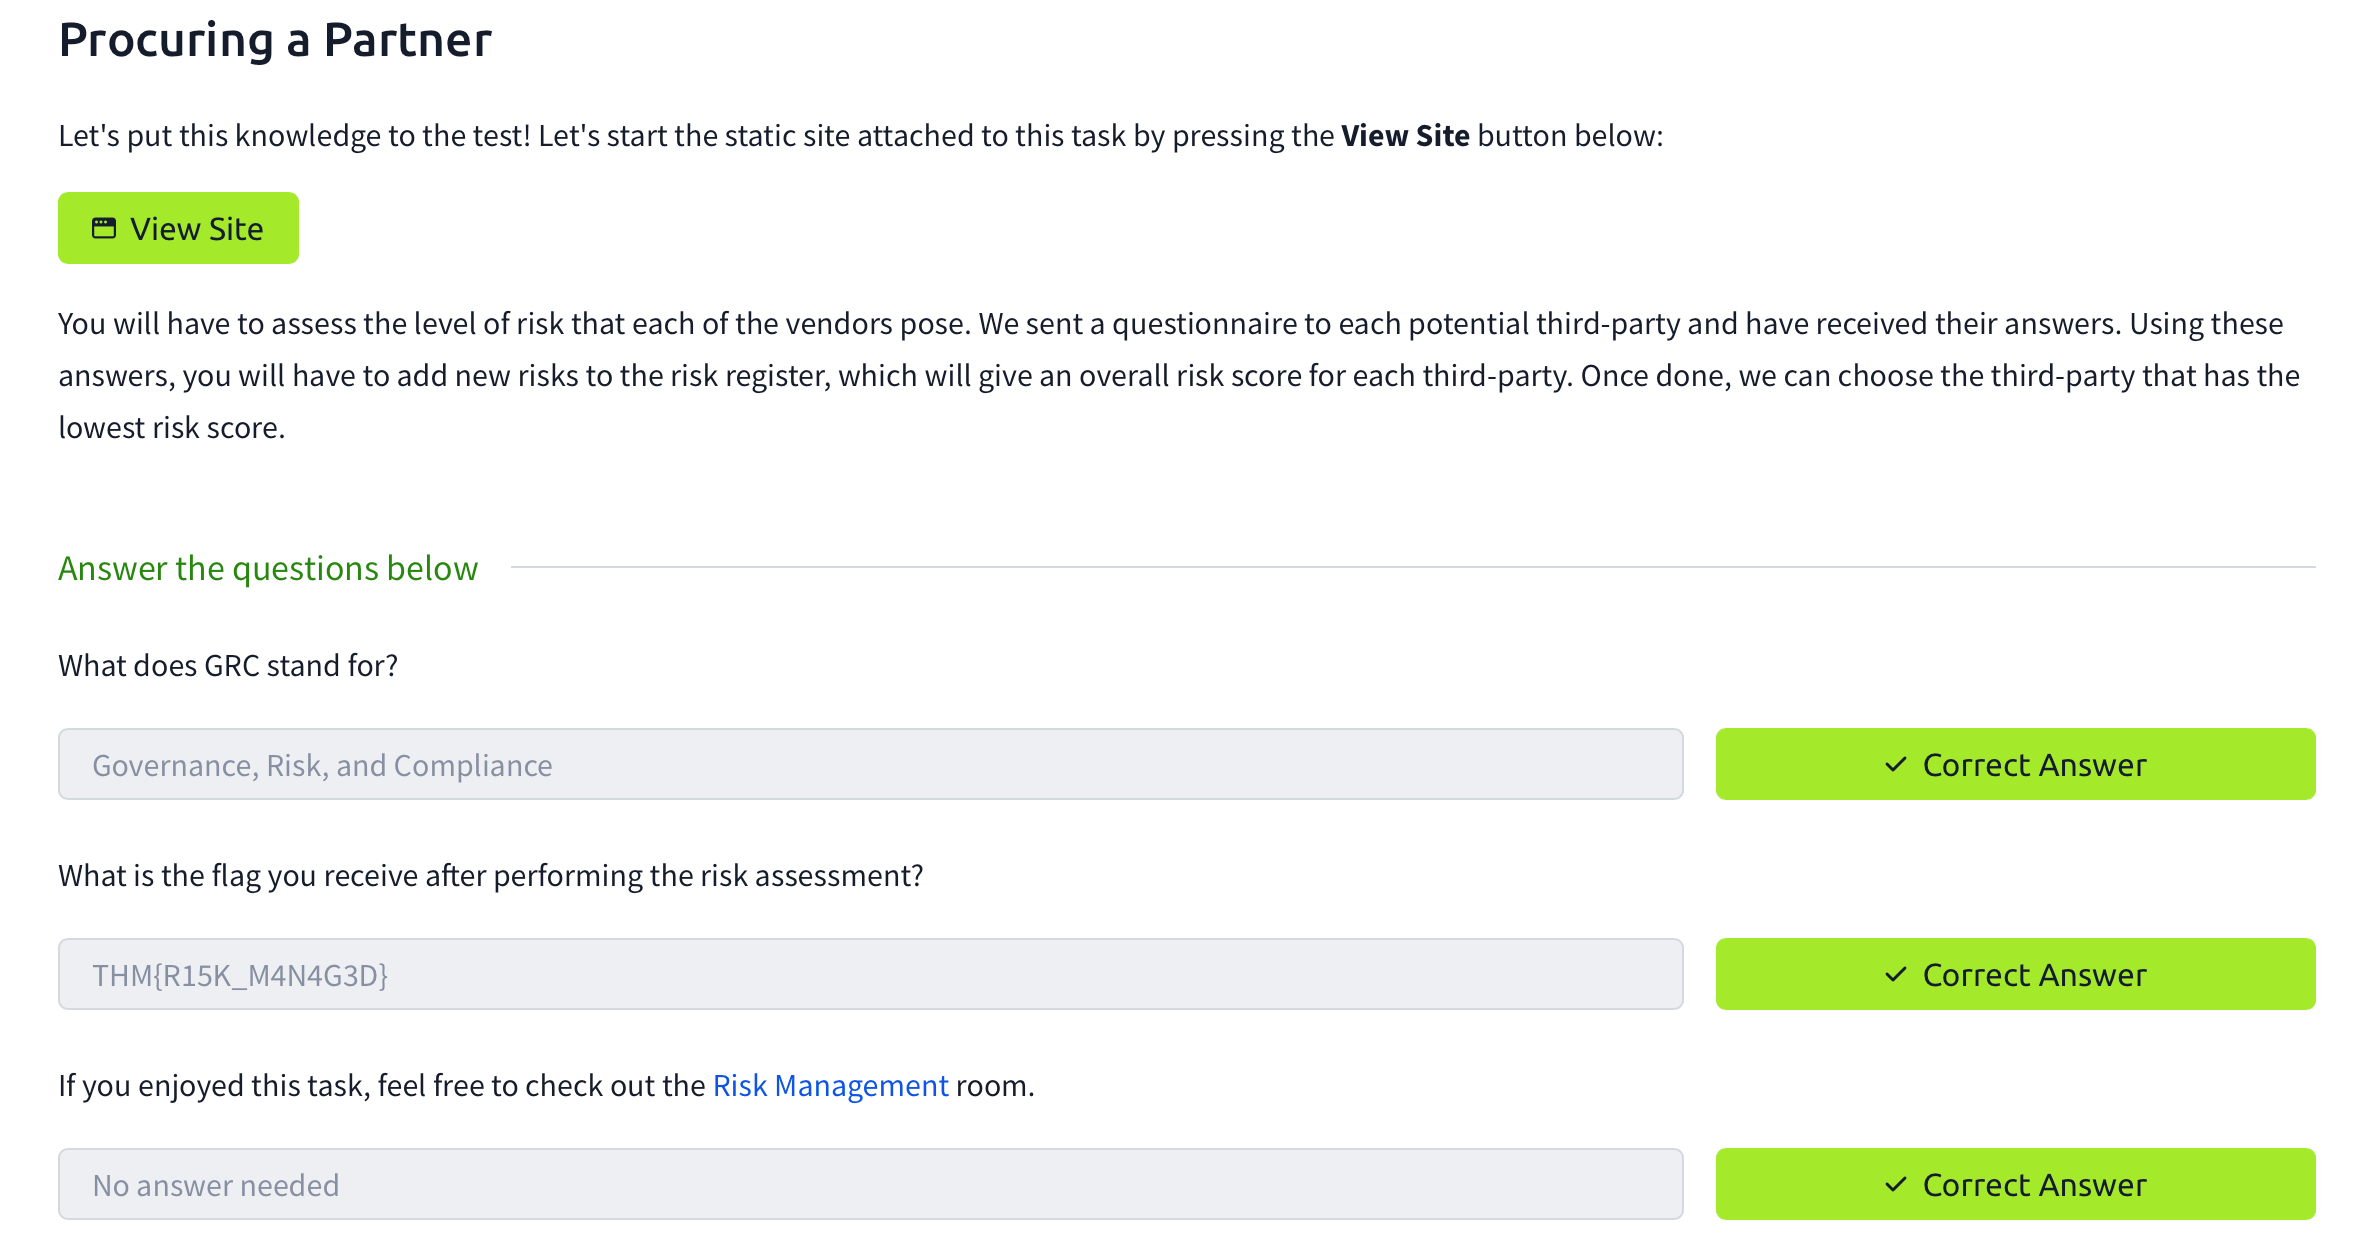 Procuring a Partner
Let's put this knowledge to the test! Let's start the static site attached to this task by pressing the View Site button below:
View Site
You will have to assess the level of risk that each of the vendors pose. We sent a questionnaire to each potential third-party and have received their answers. Using these
answers, you will have to add new risks to the risk register, which will give an overall risk score for each third-party. Once done, we can choose the third-party that has the
lowest risk score.
Answer the questions below
What does GRC stand for?
Governance, Risk, and Compliance
Correct Answer
What is the flag you receive after performing the risk assessment?
THM{R15K_M4N4G3D}
Correct Answer
If you enjoyed this task, feel free to check out the Risk Management room.
No answer needed
Correct Answer